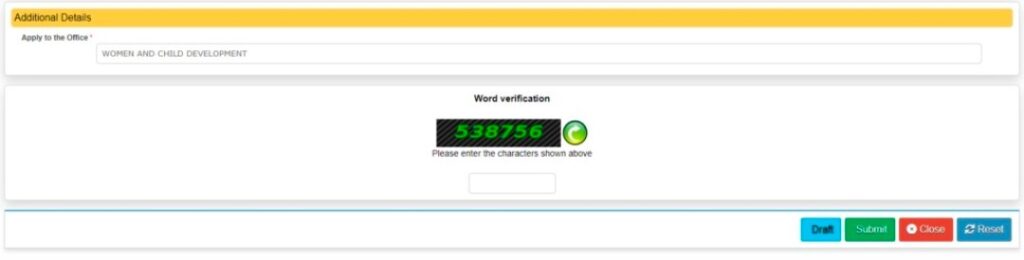 Additional Details
Apply to the Office *
WOMEN AND CHILD DEVELOPMENT
Word verification
538756
Please enter the characters shown above
Draft Submit Close Reset